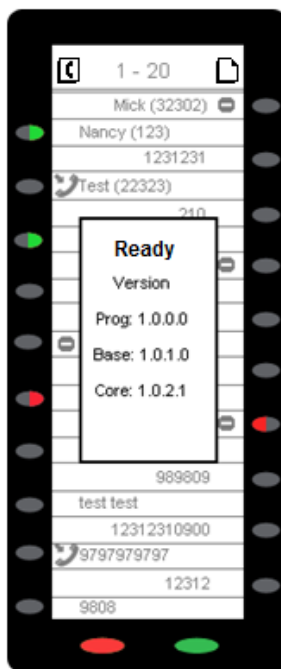 1 - 20
Mick (32302)
Nancy (123)
1231231
Test (22323)
210
Ready
Version
Prog: 1.0.0.0
Base: 1.0.1.0
Core: 1.0.2.1
989809
test test
12312310900
9797979797
12312
9808